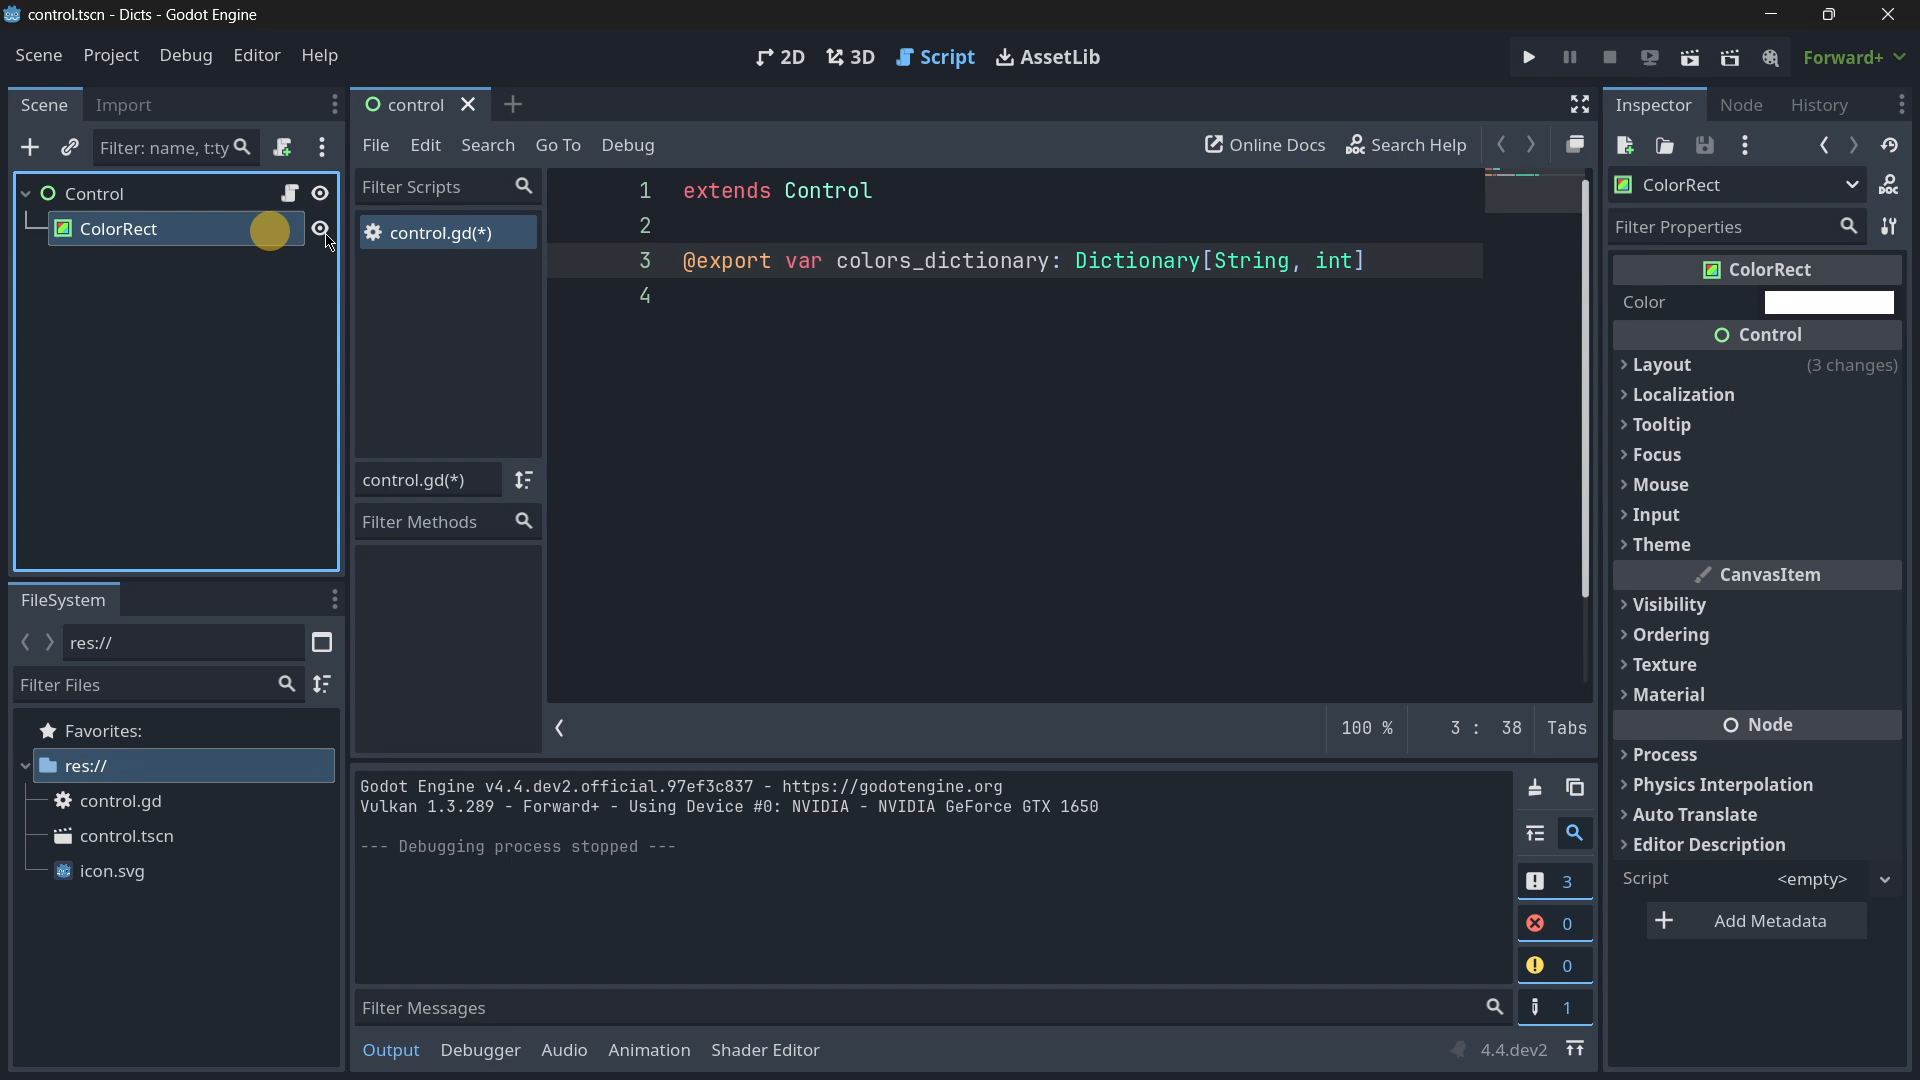 control.tscn - Dicts - Godot Engine
Scene Project Debug Editor Help
2D 3D Script AssetLib
Forward+
Scene Import
Filter: name, t:ty
Control
ColorRect
FileSystem
res://
Filter Files
Favorites:
res://
control.gd
control.tscn
icon.svg
control
File Edit Search Go To Debug
Online Docs Search Help
Filter Scripts
control.gd(*)
control.gd(*)
Filter Methods
1 extends Control
2
3 @export var colors_dictionary: Dictionary[String, int]
4
100 % 3 : 38 Tabs
Godot Engine v4.4.dev2.official.97ef3c837 - https://godotengine.org
Vulkan 1.3.289 - Forward+ - Using Device #0: NVIDIA - NVIDIA GeForce GTX 1650
--- Debugging process stopped ---
3
0
0
1
Filter Messages
Output Debugger Audio Animation Shader Editor
4.4.dev2
Inspector Node History
ColorRect
Filter Properties
ColorRect
Color
Control
Layout (3 changes)
Localization
Tooltip
Focus
Mouse
Input
Theme
CanvasItem
Visibility
Ordering
Texture
Material
Node
Process
Physics Interpolation
Auto Translate
Editor Description
Script <empty>
Add Metadata